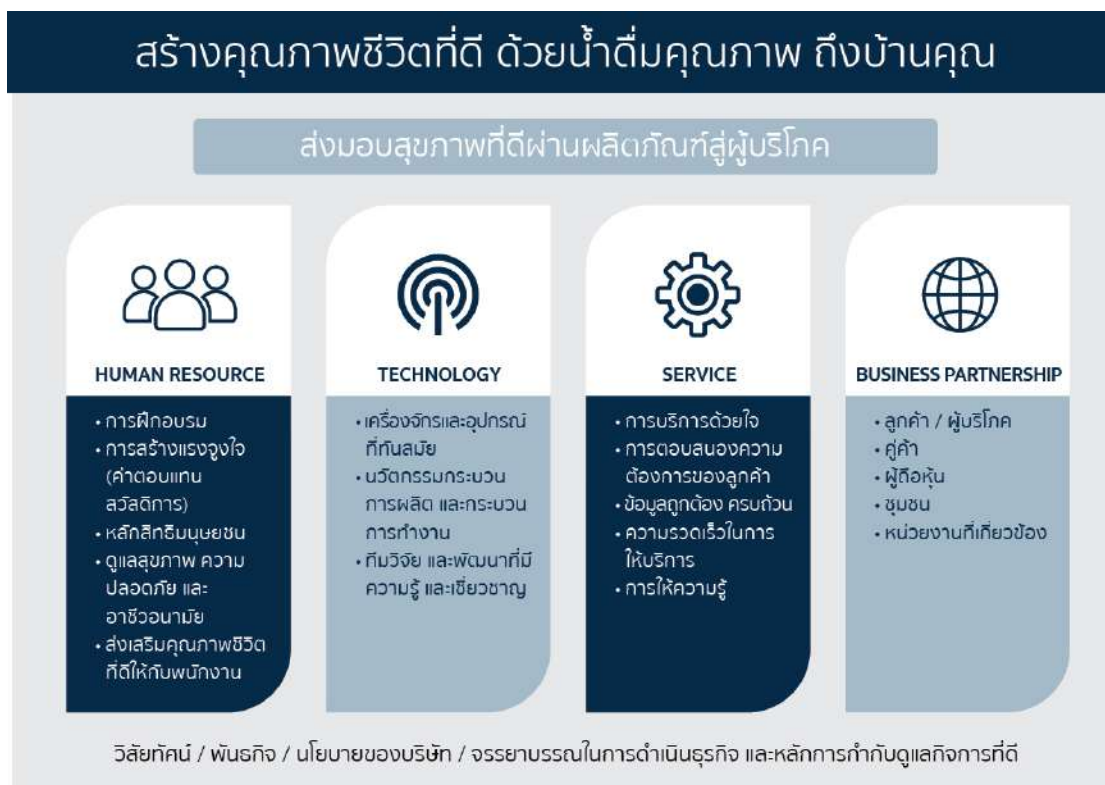 สร้างคุณภาพชีวิตที่ดี ด้วยน้ำดื่มคุณภาพ ถึงบ้านคุณ
ส่งมอบสุขภาพที่ดีผ่านผลิตภัณฑ์สู่ผู้บริโภค
HUMAN RESOURCE
• การฝึกอบรม
• การสร้างแรงจูงใจ
(ค่าตอบแทน
สวัสดิการ)
• หลักสิทธิมนุษยชน
• ดูแลสุขภาพ ความ
ปลอดภัย และ
อาชีวอนามัย
• ส่งเสริมคุณภาพชีวิต
ที่ดีให้กับพนักงาน
TECHNOLOGY
• เครื่องจักรและอุปกรณ์
ที่ทันสมัย
• นวัตกรรมกระบวน
การผลิต และกระบวน
การทำงาน
• ทีมวิจัย และพัฒนาที่มี
ความรู้ และเชี่ยวชาญ
SERVICE
• การบริการด้วยใจ
• การตอบสนองความ
ต้องการของลูกค้า
• ข้อมูลถูกต้อง ครบถ้วน
• ความรวดเร็วในการ
ให้บริการ
• การให้ความรู้
BUSINESS PARTNERSHIP
• ลูกค้า / ผู้บริโภค
• คู่ค้า
• ผู้ถือหุ้น
• ชุมชน
• หน่วยงานที่เกี่ยวข้อง
วิสัยทัศน์ / พันธกิจ / นโยบายของบริษัท / จรรยาบรรณในการดำเนินธุรกิจ และหลักการกำกับดูแลกิจการที่ดี